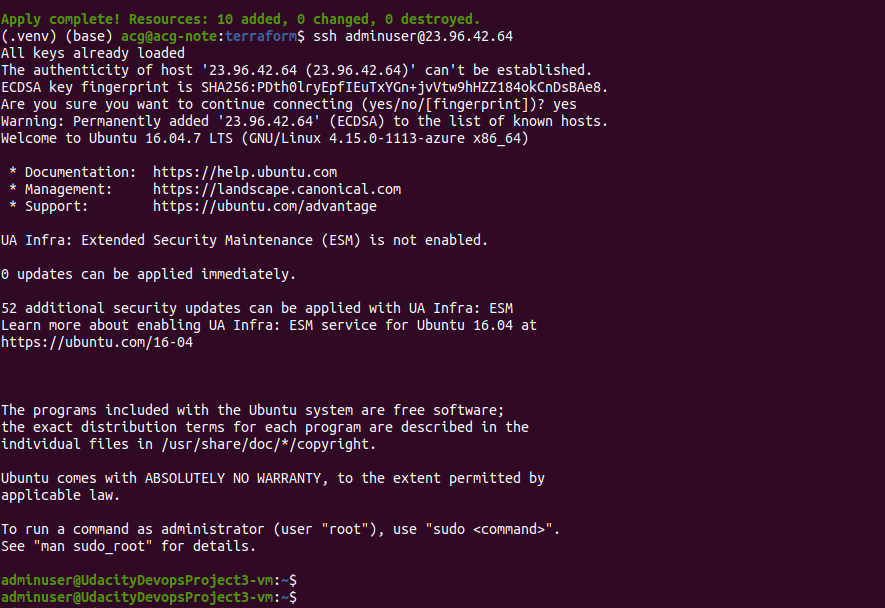 Apply complete! Resources: 10 added, 0 changed, 0 destroyed.
(.venv) (base) acg@acg-note:terraform$ ssh adminuser@23.96.42.64
All keys already loaded
The authenticity of host '23.96.42.64 (23.96.42.64)' can't be established.
ECDSA key fingerprint is SHA256:PDth0lryEpfIEuTxYGn+jvVtw9hHZZ184okCnDsBAe8.
Are you sure you want to continue connecting (yes/no/[fingerprint])? yes
Warning: Permanently added '23.96.42.64' (ECDSA) to the list of known hosts.
Welcome to Ubuntu 16.04.7 LTS (GNU/Linux 4.15.0-1113-azure x86_64)
* Documentation:  https://help.ubuntu.com
* Management:     https://landscape.canonical.com
* Support:        https://ubuntu.com/advantage
UA Infra: Extended Security Maintenance (ESM) is not enabled.
0 updates can be applied immediately.
52 additional security updates can be applied with UA Infra: ESM
Learn more about enabling UA Infra: ESM service for Ubuntu 16.04 at
https://ubuntu.com/16-04
The programs included with the Ubuntu system are free software;
the exact distribution terms for each program are described in the
individual files in /usr/share/doc/*/copyright.
Ubuntu comes with ABSOLUTELY NO WARRANTY, to the extent permitted by
applicable law.
To run a command as administrator (user "root"), use "sudo <command>".
See "man sudo_root" for details.
adminuser@UdacityDevopsProject3-vm:~$
adminuser@UdacityDevopsProject3-vm:~$